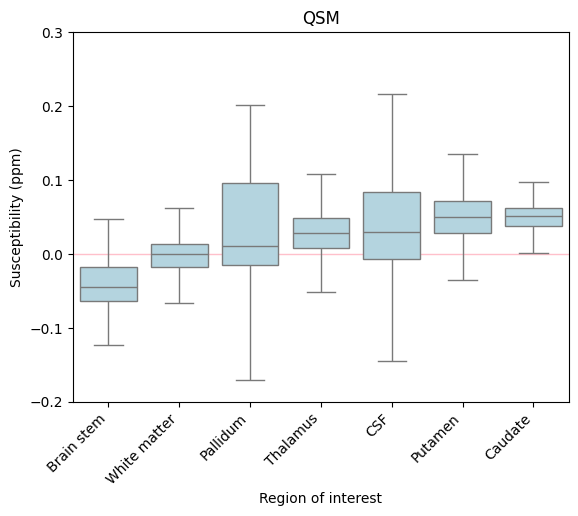 QSM
Susceptibility (ppm)
0.3
0.2
0.1
0.0
−0.1
−0.2
Brain stem
White matter
Pallidum
Thalamus
CSF
Putamen
Caudate
Region of interest